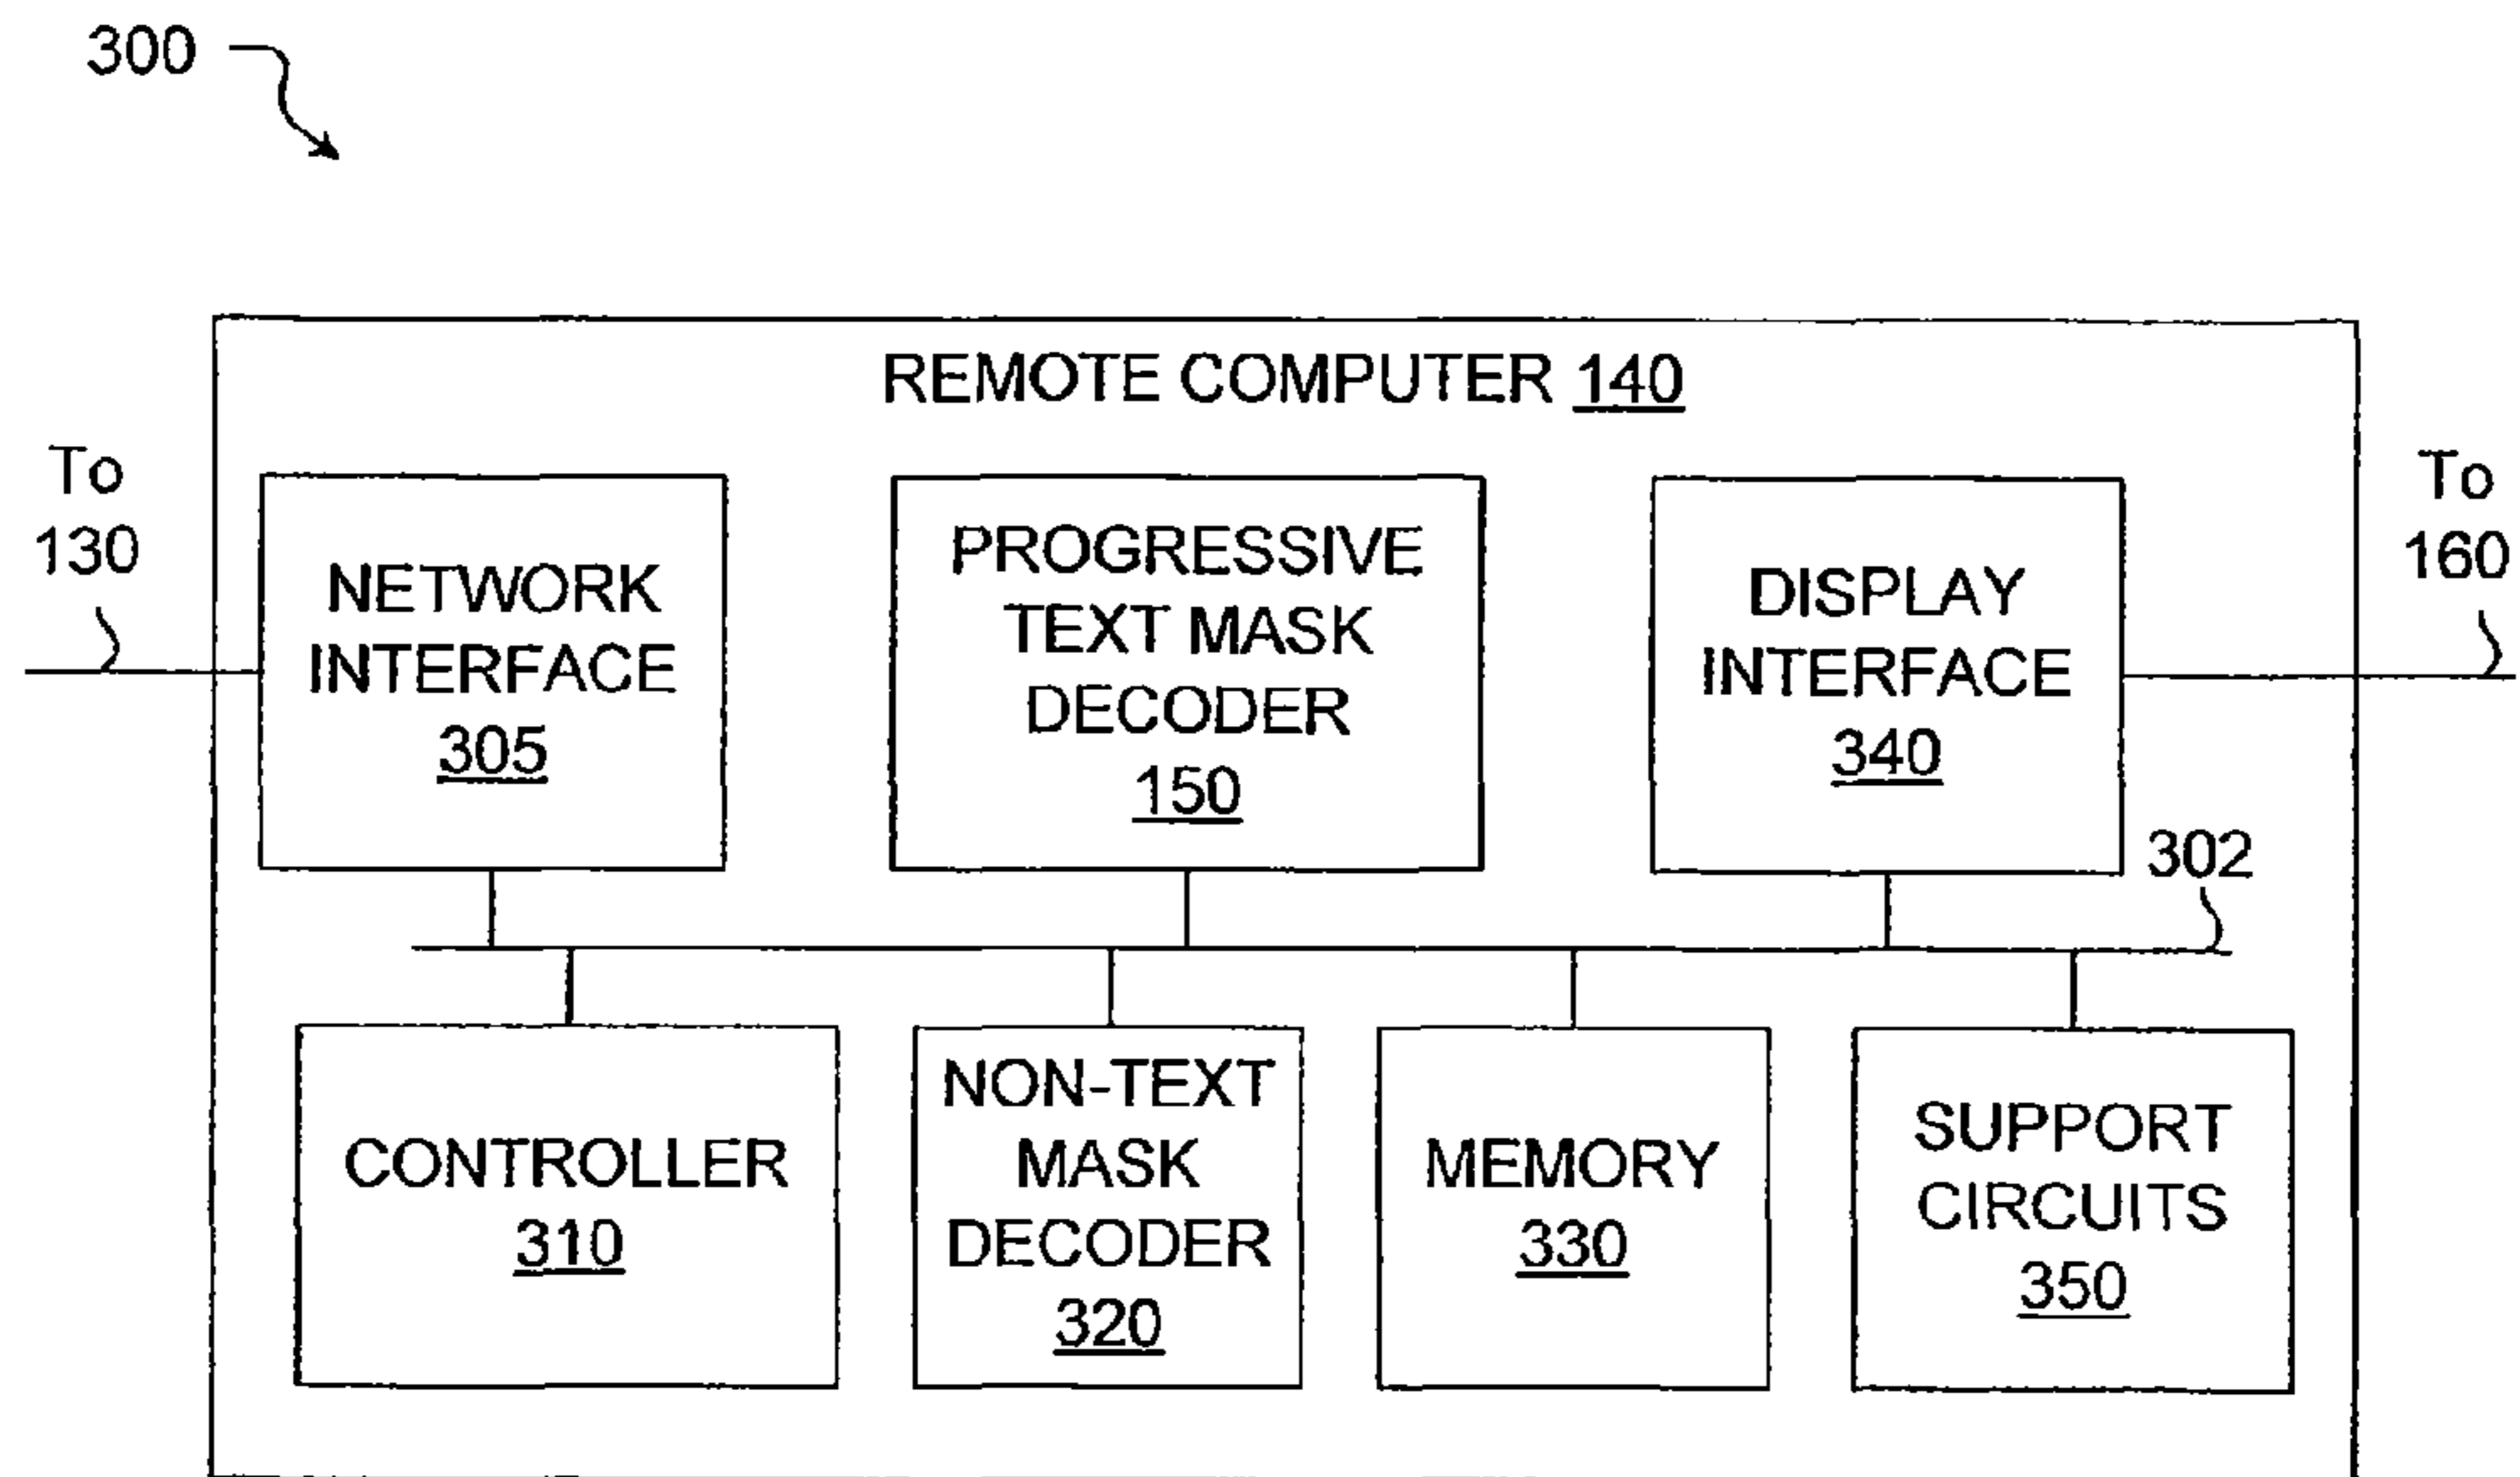 300
REMOTE COMPUTER 140
To
130
NETWORK
INTERFACE
305
PROGRESSIVE
TEXT MASK
DECODER
150
DISPLAY
INTERFACE
340
To
160
302
CONTROLLER
310
NON-TEXT
MASK
DECODER
320
MEMORY
330
SUPPORT
CIRCUITS
350